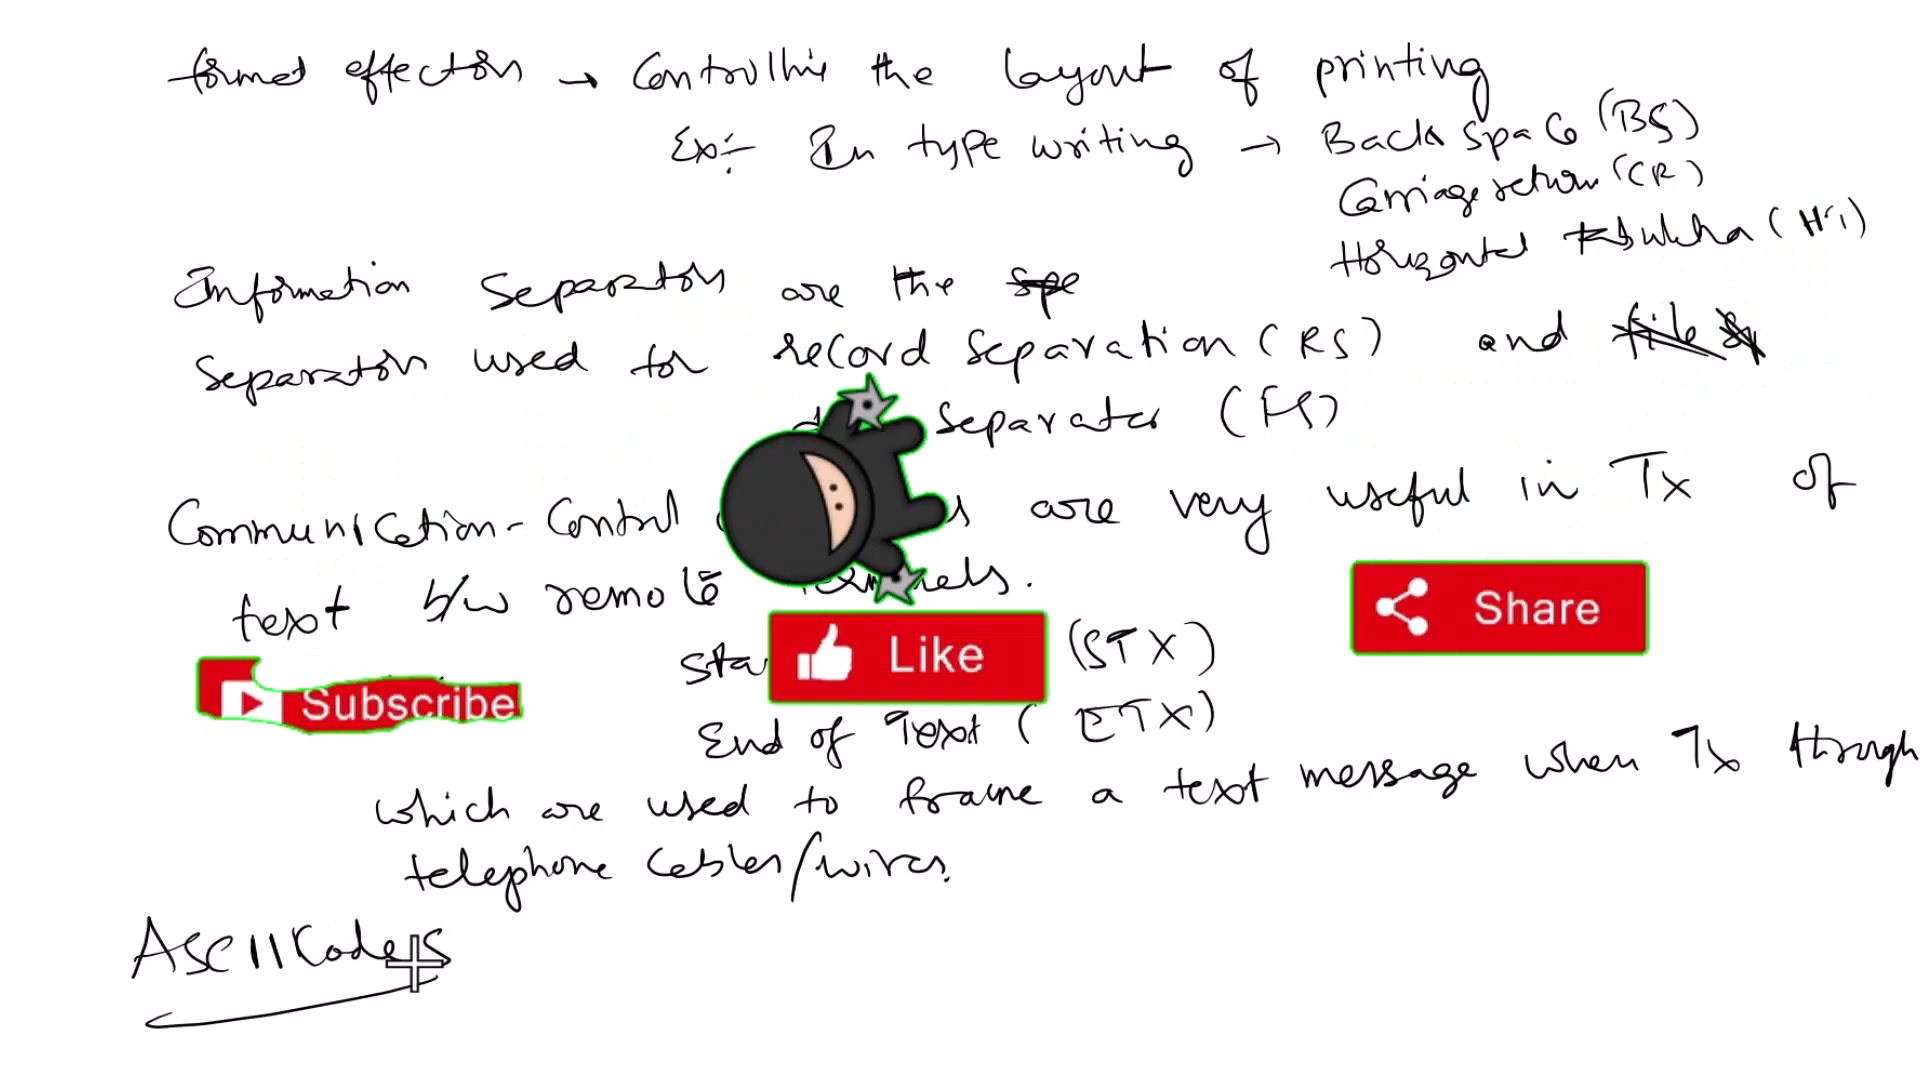 format effectors → Controlling the layout of printing
Ex:- In type writing → Back space (BS)
Carriage return (CR)
Horizontal (HT)
Information separators are the
separators used for record separation (RS) and
separator (FS)
Communication-Control are very useful in Tx of
text b/w remote
Share
(STX)
Like
Subscribe
End of Text (ETX)
which are used to frame a text message when Tx through
telephone cables/wires.
ASCII Codes